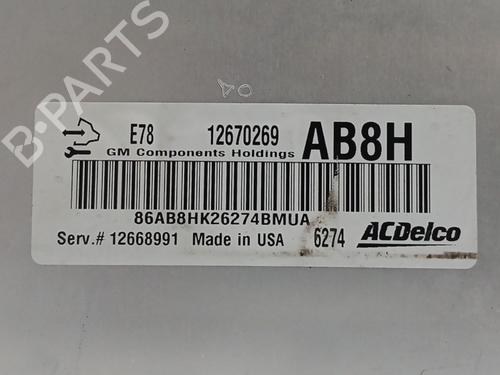 B-PARTS
E78 12670269 AB8H
GM Components Holdings
86AB8HK26274BMUA
Serv.# 12668991 Made in USA 6274 ACDelco